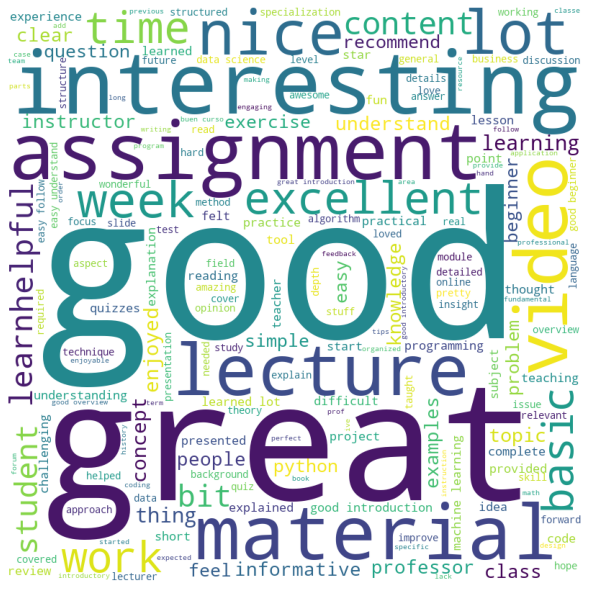 previous
structured
specialization
working
classe
experience
time
nice
lot
content
add
case
team
clear
learned
future
data science
level
business
discussion
question
recommend
making
general
details
star
awesome
love
answer
resource
parts
long
structure
interesting
engaging
fun
buen curso
instructor
exercise
understand
lesson
writing
read
follow
program
hard
point
learning
assignment
application
great introduction
area
provide
hand
wonderful
method
easy understand
easy follow
order
week
excellent
video
beginner
good beginner
focus
slide
felt
algorithm
loved
real
test
practice
practical
professional
language
learn
helpful
good
feedback
tool
aspect
reading
field
amazing
opinion
depth
stuff
easy
module
detailed
online
pretty
insight
thought
required
quizzes
cover
explanation
enjoyed
teacher
good introductory
knowledge
fundamental
overview
simple
start
programming
tips
organized
problem
subject
technique
enjoyable
presentation
needed
study
explain
lecture
taught
issue
relevant
teaching
understanding
good overview
term
learned lot
theory
difficult
prof
basic
student
challenging
concept
history
presented
people
perfect
ive
project
examples
topic
complete
provided
skill
forum
great
helped
background
python
quiz
book
instruction
machine learning
math
approach
coding
data
bit
thing
explained
good introduction
idea
forward
work
started
short
material
improve
specific
code
design
covered
review
expected
introductory
lecturer
feel
informative
professor
lack
class
hope